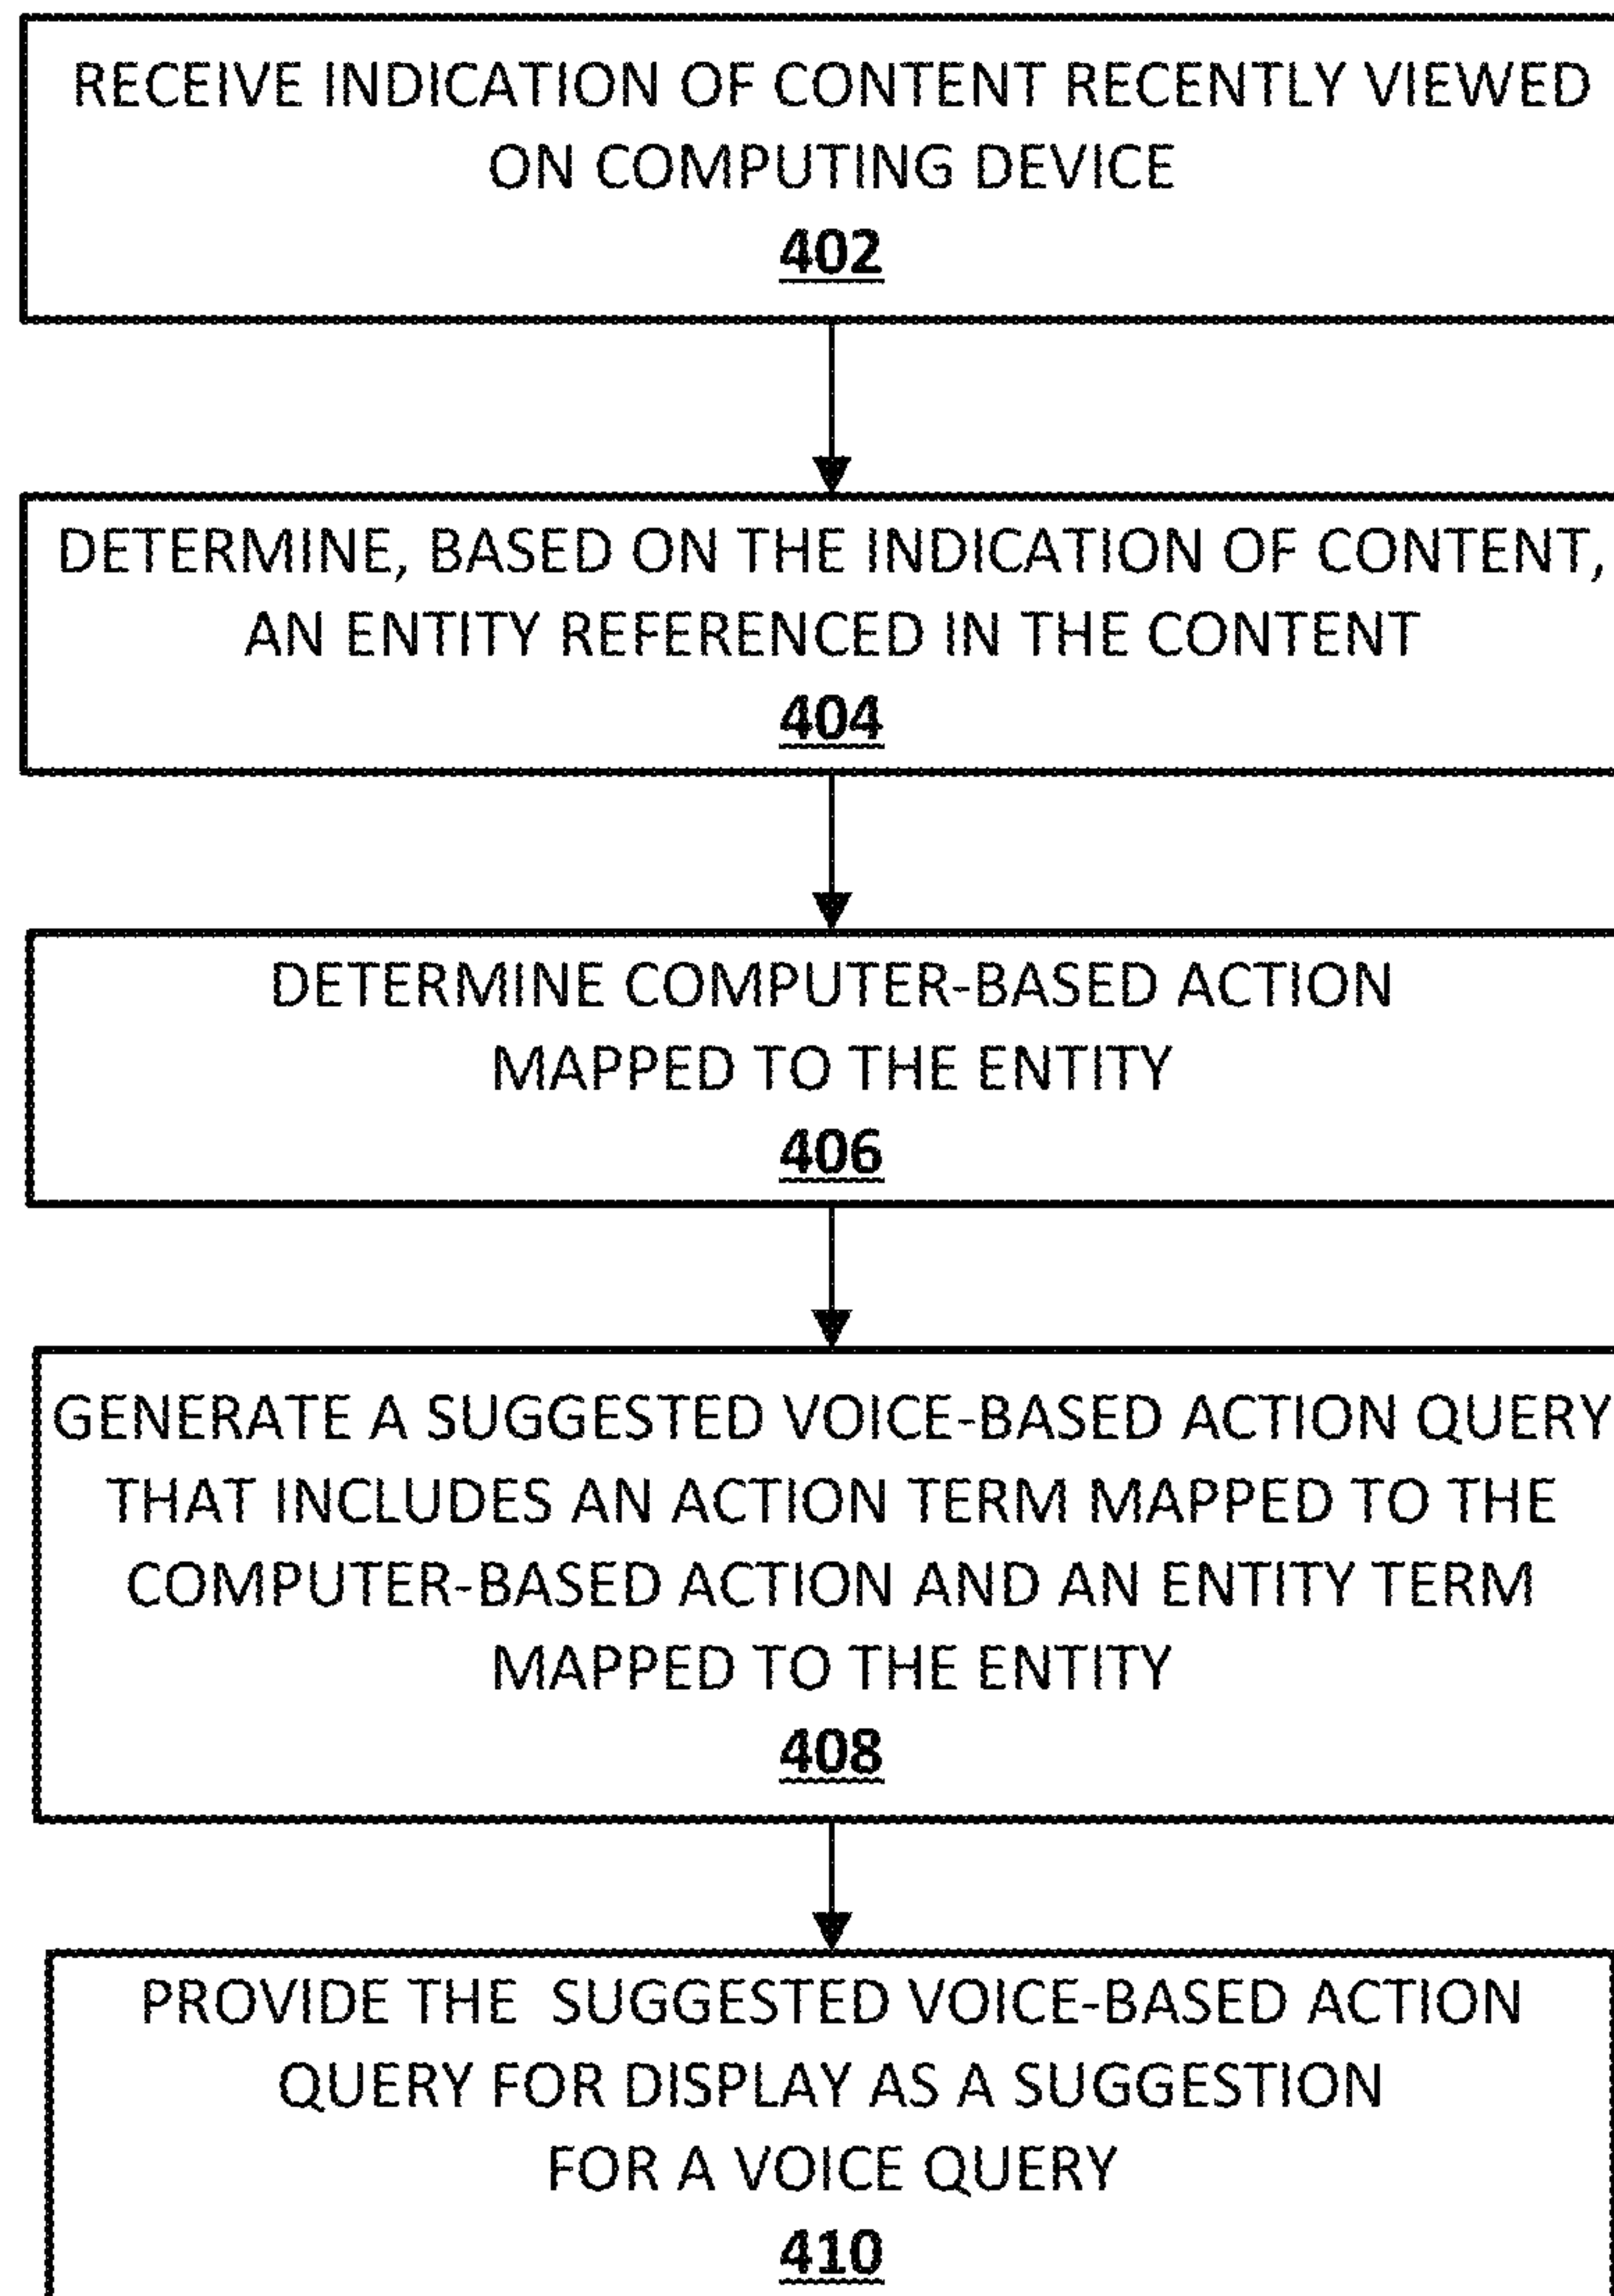 RECEIVE INDICATION OF CONTENT RECENTLY VIEWED
ON COMPUTING DEVICE
402
DETERMINE, BASED ON THE INDICATION OF CONTENT,
AN ENTITY REFERENCED IN THE CONTENT
404
DETERMINE COMPUTER-BASED ACTION
MAPPED TO THE ENTITY
406
GENERATE A SUGGESTED VOICE-BASED ACTION QUERY
THAT INCLUDES AN ACTION TERM MAPPED TO THE
COMPUTER-BASED ACTION AND AN ENTITY TERM
MAPPED TO THE ENTITY
408
PROVIDE THE SUGGESTED VOICE-BASED ACTION
QUERY FOR DISPLAY AS A SUGGESTION
FOR A VOICE QUERY
410